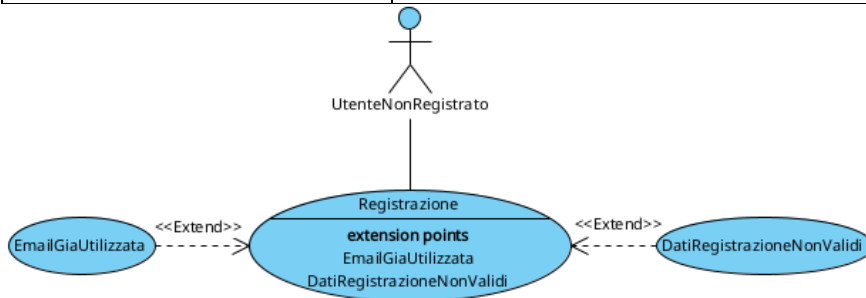 UtenteNonRegistrato
Registrazione
<<Extend>>
<<Extend>>
extension points
EmailGiaUtilizzata
EmailGiaUtilizzata
DatiRegistrazioneNonValidi
DatiRegistrazioneNonValidi